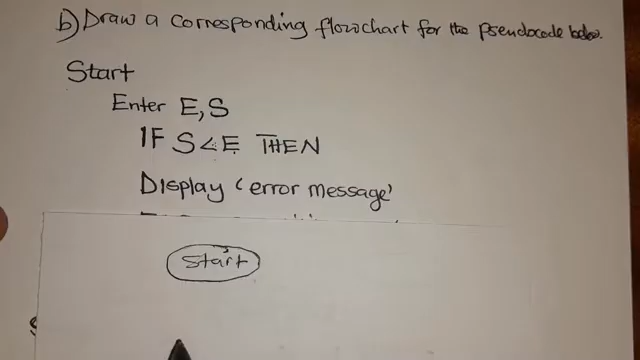 b) Draw a corresponding flowchart for the pseudocode below.
Start
Enter E, S
IF S < E THEN
Display 'error message'
Start